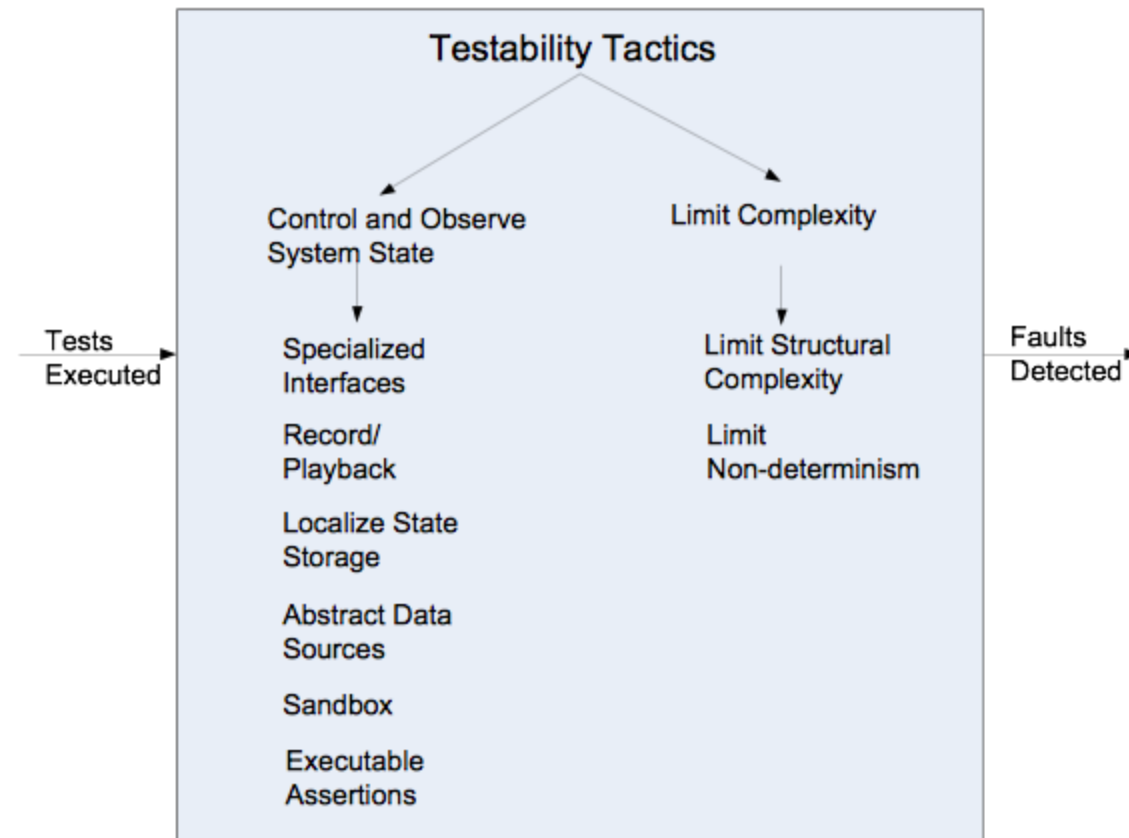 Testability Tactics
Control and Observe
System State
Limit Complexity
Tests
Executed
Specialized
Interfaces
Record/
Playback
Localize State
Storage
Abstract Data
Sources
Sandbox
Executable
Assertions
Limit Structural
Complexity
Limit
Non-determinism
Faults
Detected